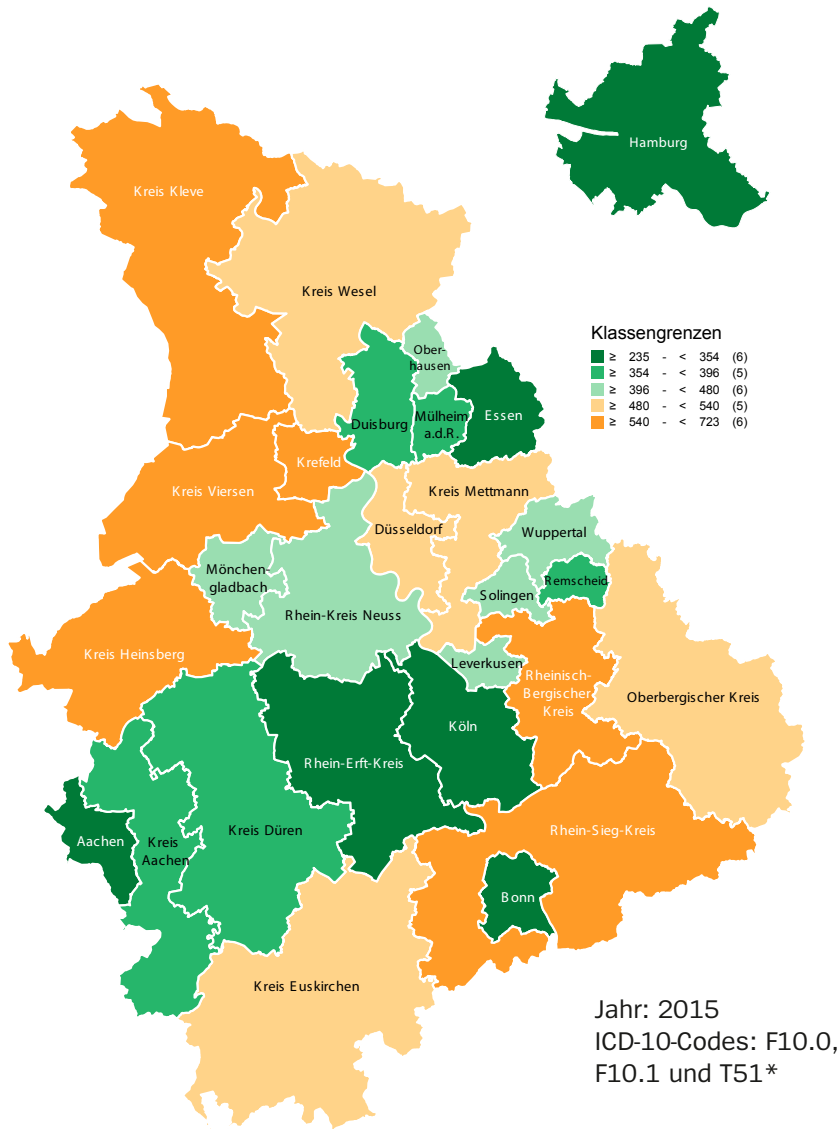 Hamburg
Kreis Kleve
Kreis Wesel
Klassengrenzen
≥ 235 - < 354 (6)
≥ 354 - < 396 (5)
≥ 396 - < 480 (6)
≥ 480 - < 540 (5)
≥ 540 - < 723 (6)
Ober-
hausen
Duisburg
Mülheim
a.d.R.
Essen
Krefeld
Kreis Viersen
Kreis Mettmann
Düsseldorf
Wuppertal
Mönchen-
gladbach
Remscheid
Solingen
Rhein-Kreis Neuss
Kreis Heinsberg
Leverkusen
Rheinisch-
Bergischer
Kreis
Oberbergischer Kreis
Köln
Rhein-Erft-Kreis
Aachen
Kreis
Aachen
Kreis Düren
Rhein-Sieg-Kreis
Bonn
Kreis Euskirchen
Jahr: 2015
ICD-10-Codes: F10.0,
F10.1 und T51*